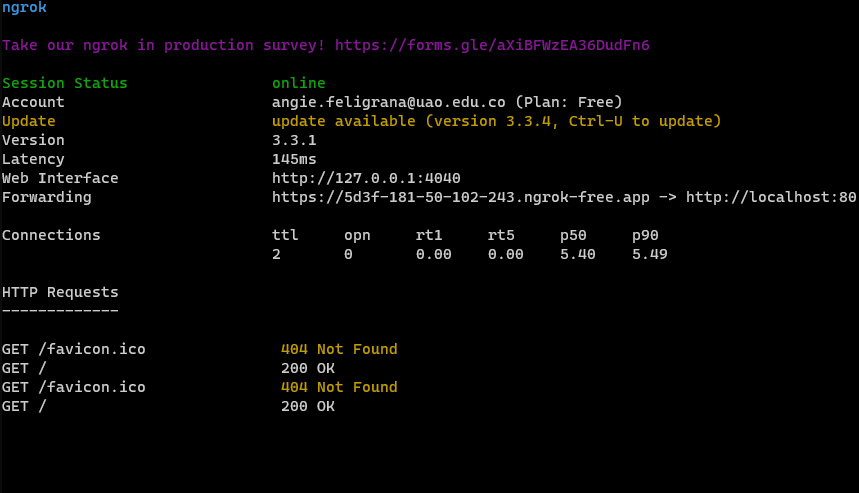 ngrok
Take our ngrok in production survey! https://forms.gle/aXiBFWzEA36DudFn6
Session Status online
Account angie.feligrana@uao.edu.co (Plan: Free)
Update update available (version 3.3.4, Ctrl-U to update)
Version 3.3.1
Latency 145ms
Web Interface http://127.0.0.1:4040
Forwarding https://5d3f-181-50-102-243.ngrok-free.app -> http://localhost:80
Connections ttl opn rt1 rt5 p50 p90
2 0 0.00 0.00 5.40 5.49
HTTP Requests
-------------
GET /favicon.ico 404 Not Found
GET / 200 OK
GET /favicon.ico 404 Not Found
GET / 200 OK